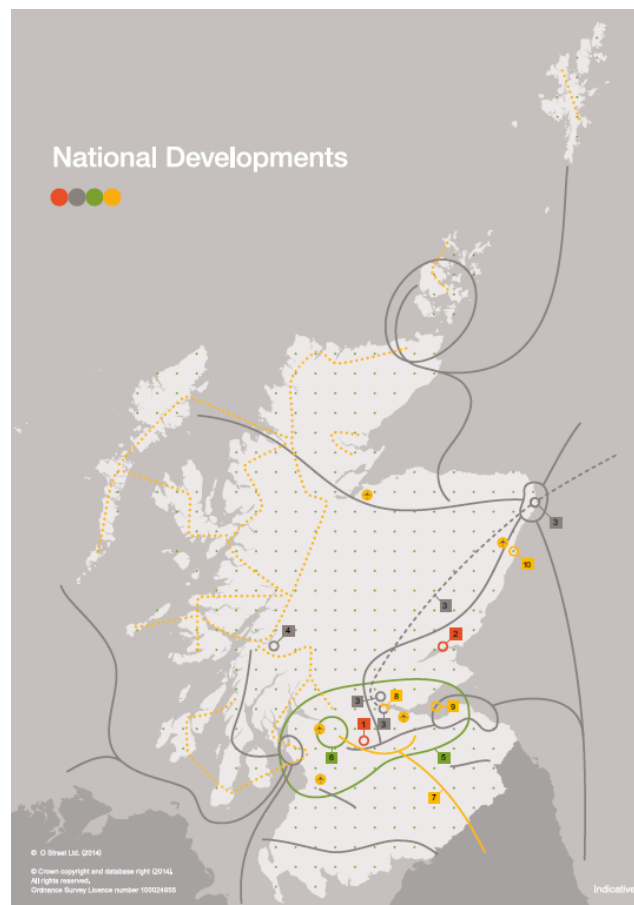 National Developments
3
10
3
2
4
3
8
9
3
1
6
5
7
© O Street Ltd. (2014)
© Crown copyright and database right (2014).
All rights reserved.
Ordnance Survey Licence number 100024655
Indicative